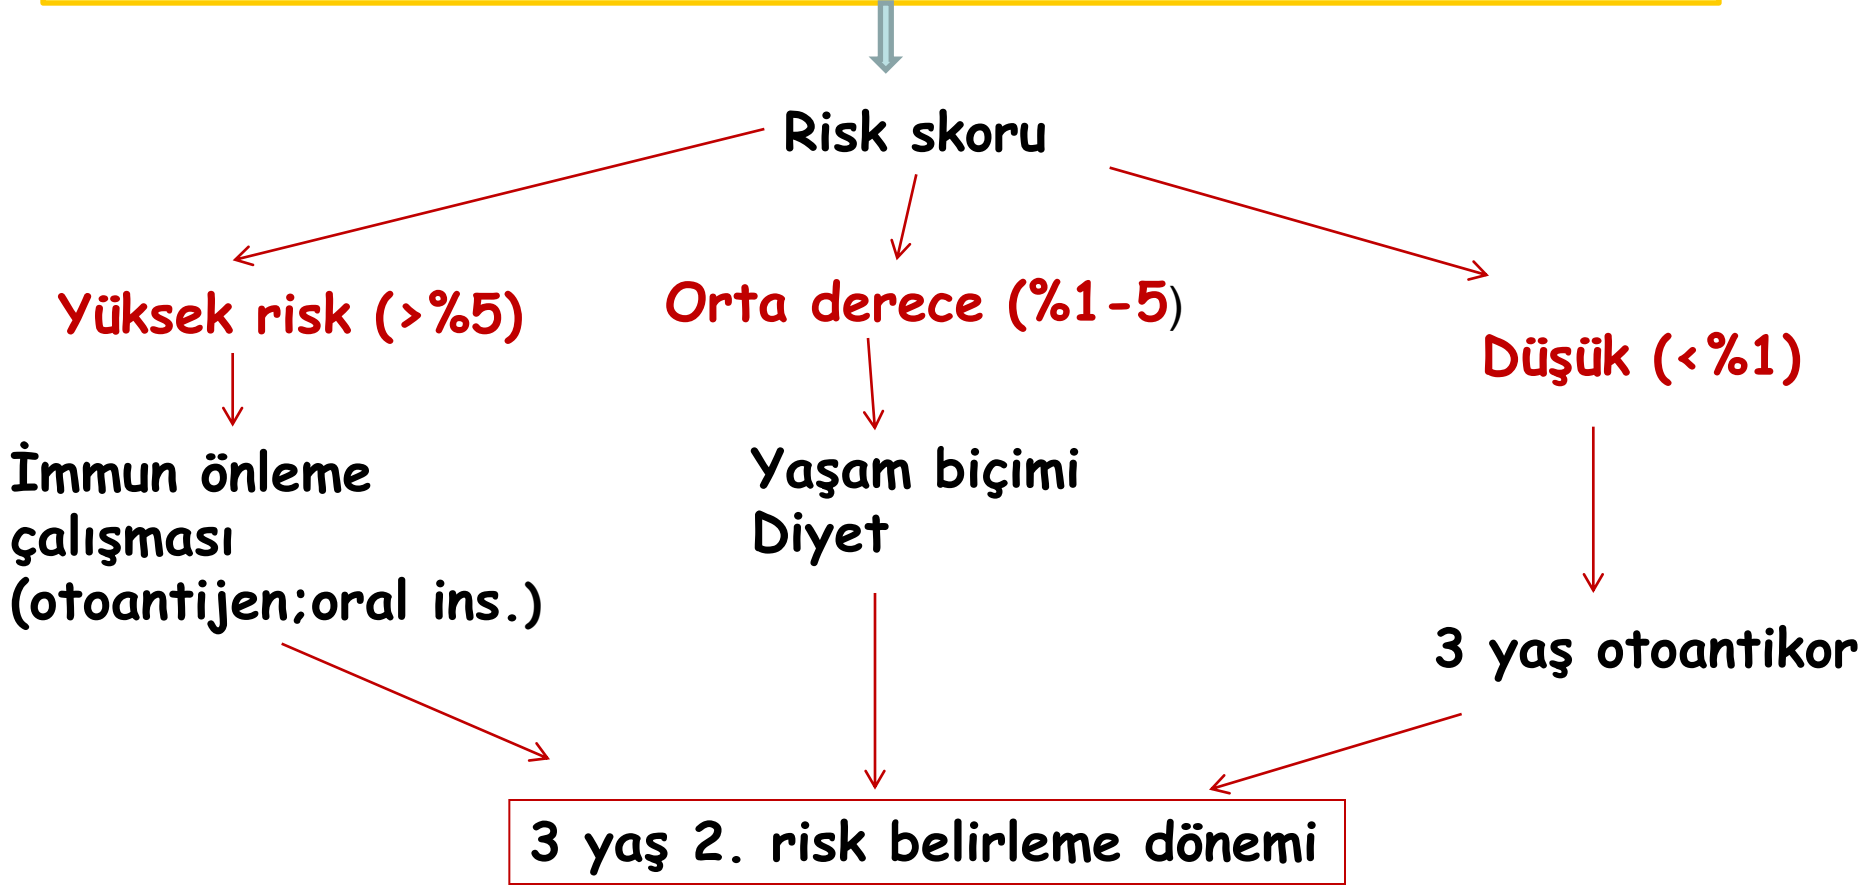 Risk skoru
Yüksek risk (>%5)
Orta derece (%1-5)
Düşük (<%1)
İmmun önleme
çalışması
(otoantijen;oral ins.)
Yaşam biçimi
Diyet
3 yaş otoantikor
3 yaş 2. risk belirleme dönemi